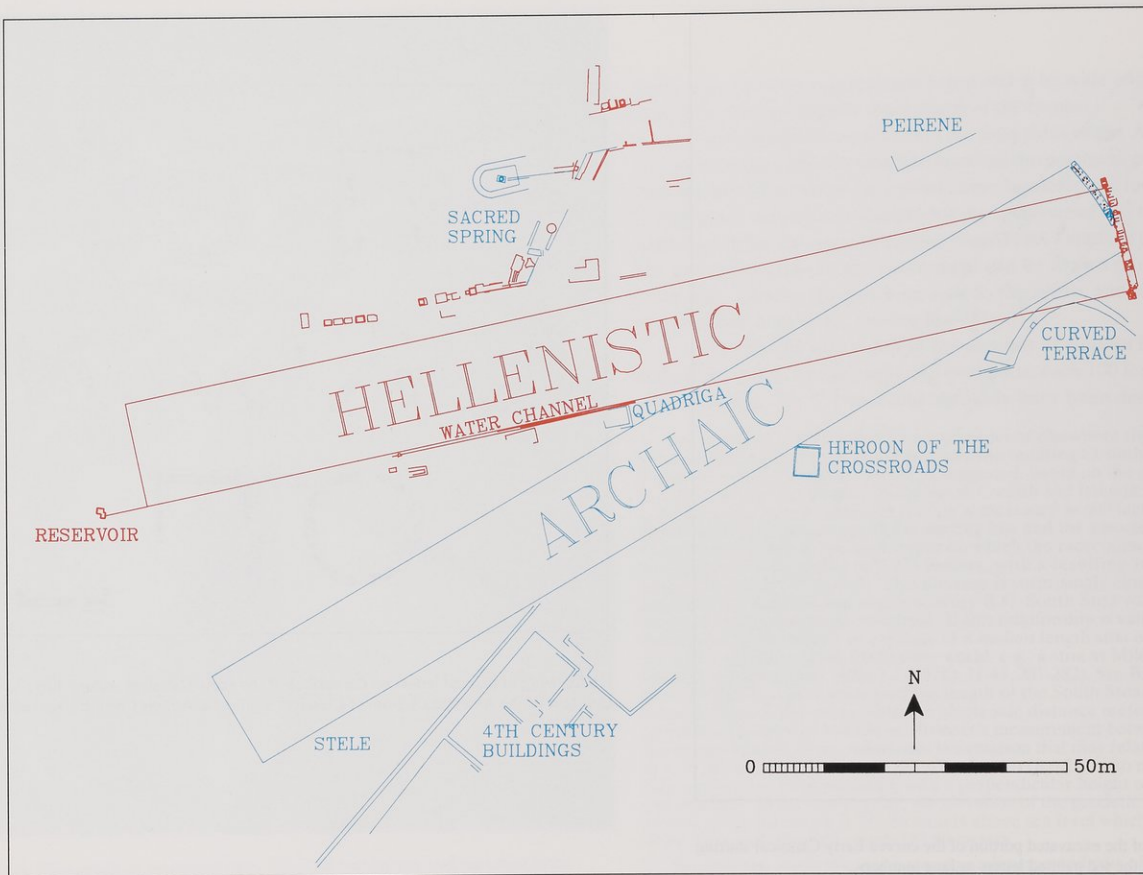 PEIRENE
SACRED
SPRING
HELLENISTIC
CURVED
TERRACE
WATER CHANNEL
QUADRIGA
ARCHAIC
HEROON OF THE
CROSSROADS
RESERVOIR
STELE
4TH CENTURY
BUILDINGS
N
0
50m